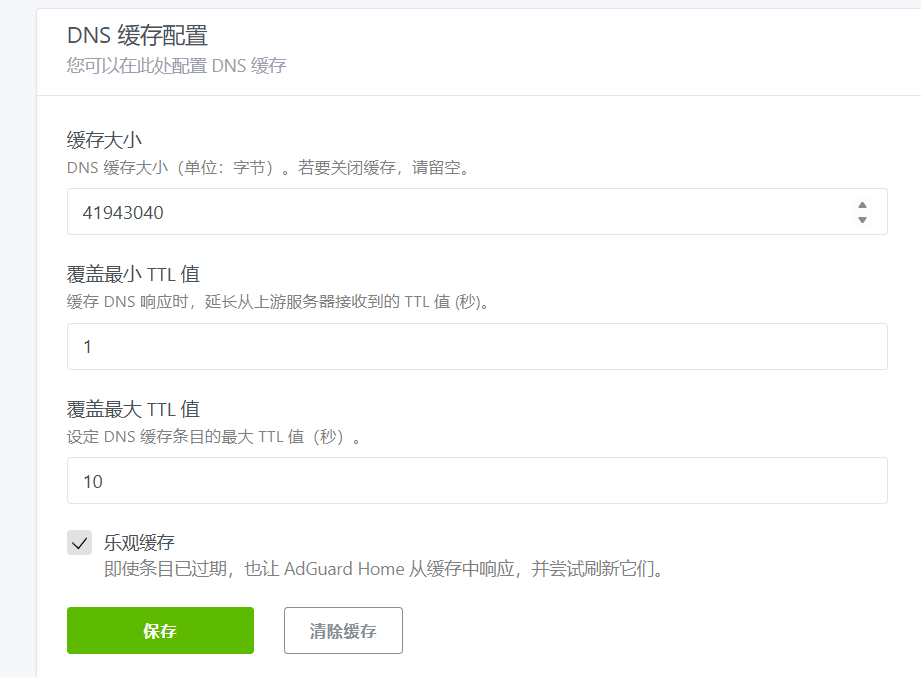 DNS 缓存配置
您可以在此处配置 DNS 缓存
缓存大小
DNS 缓存大小（单位：字节）。若要关闭缓存，请留空。
41943040
覆盖最小 TTL 值
缓存 DNS 响应时，延长从上游服务器接收到的 TTL 值 (秒)。
1
覆盖最大 TTL 值
设定 DNS 缓存条目的最大 TTL 值（秒）。
10
乐观缓存
即使条目已过期，也让 AdGuard Home 从缓存中响应，并尝试刷新它们。
保存 清除缓存